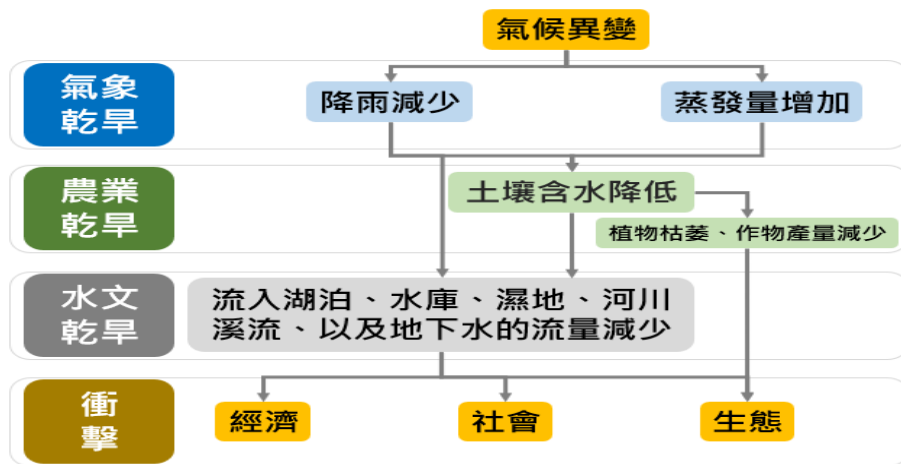 氣候異變
氣象
乾旱
降雨減少
蒸發量增加
農業
乾旱
土壤含水降低
植物枯萎、作物產量減少
水文
乾旱
流入湖泊、水庫、濕地、河川
溪流、以及地下水的流量減少
衝
擊
經濟
社會
生態